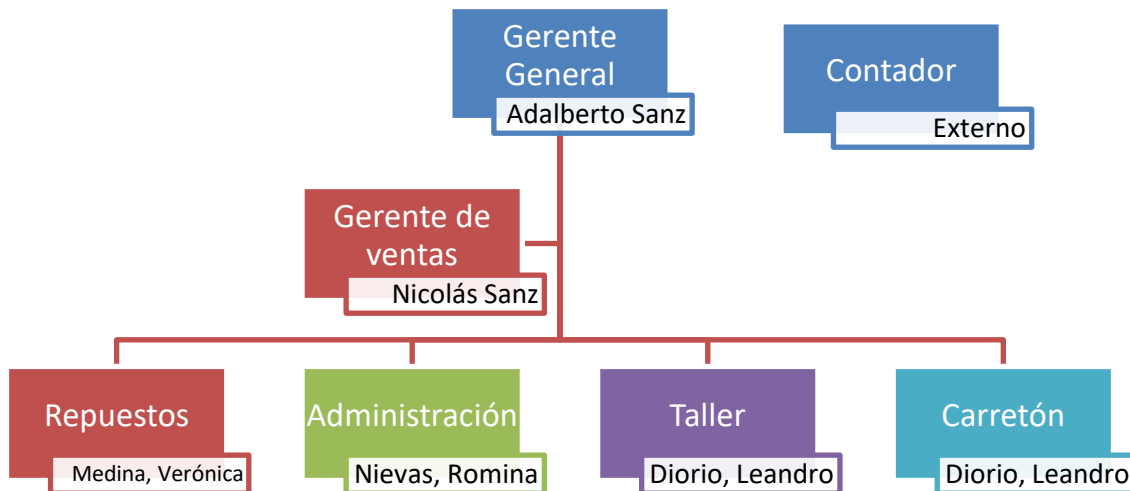 Gerente
General
Adalberto Sanz
Contador
Externo
Gerente de
ventas
Nicolás Sanz
Repuestos
Medina, Verónica
Administración
Nievas, Romina
Taller
Diorio, Leandro
Carretón
Diorio, Leandro